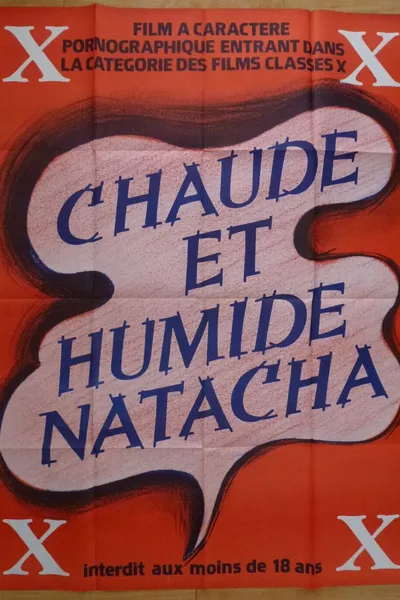 X X
FILM A CARACTERE
PORNOGRAPHIQUE ENTRANT DANS
LA CATEGORIE DES FILMS CLASSES X
CHAUDE
ET
HUMIDE
NATACHA
X X
interdit aux moins de 18 ans